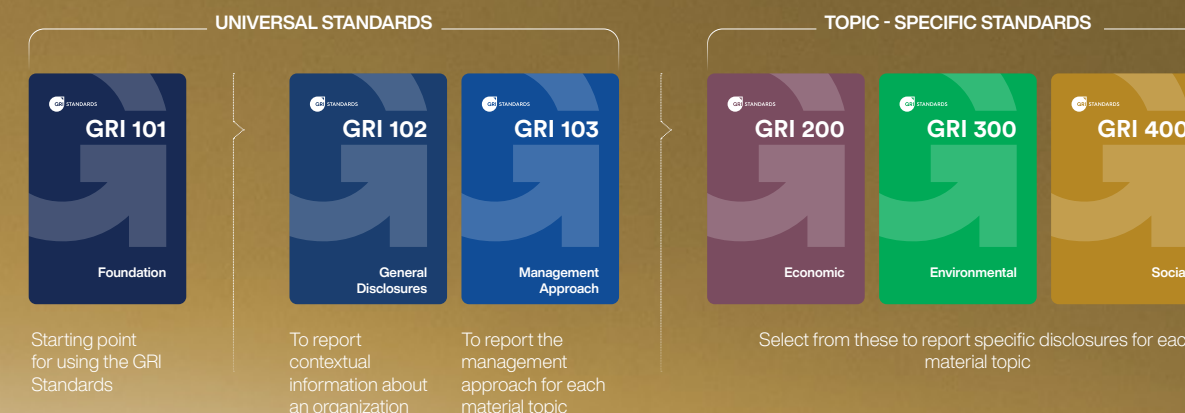 UNIVERSAL STANDARDS
TOPIC - SPECIFIC STANDARDS
GRI STANDARDS
GRI 101
Foundation
GRI STANDARDS
GRI 102
General
Disclosures
GRI STANDARDS
GRI 103
Management
Approach
GRI STANDARDS
GRI 200
Economic
GRI STANDARDS
GRI 300
Environmental
GRI STANDARDS
GRI 400
Social
Starting point
for using the GRI
Standards
To report
contextual
information about
an organization
To report the
management
approach for each
material topic
Select from these to report specific disclosures for eac
material topic